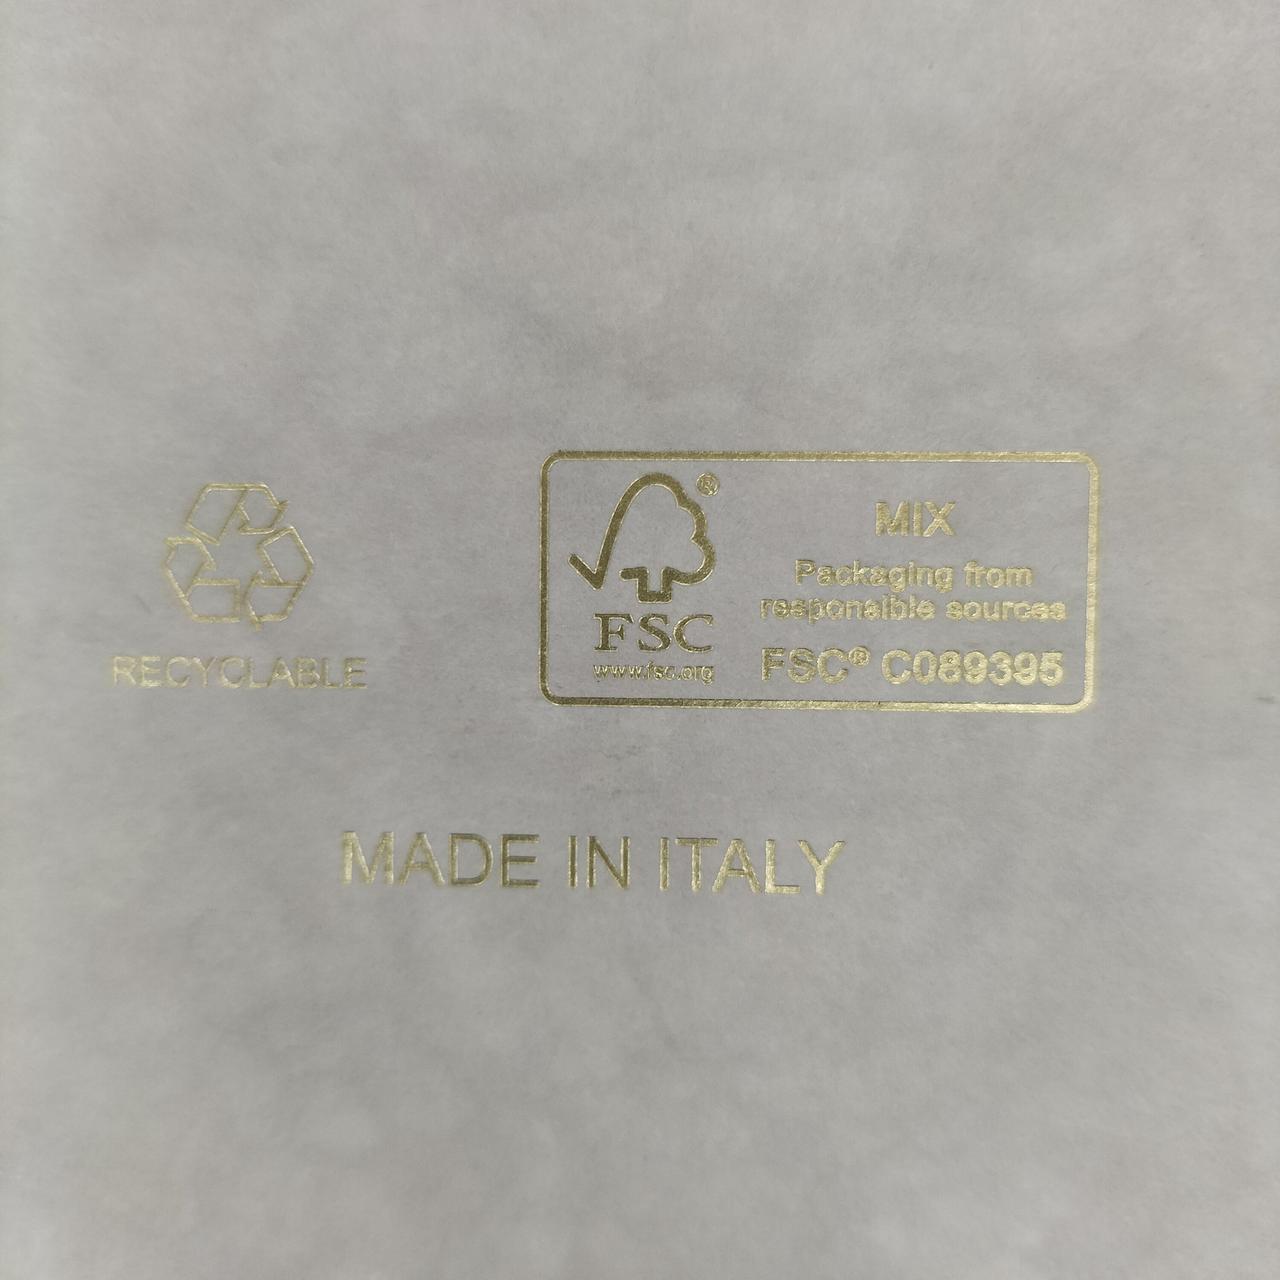 RECYCLABLE
®
FSC
www.fsc.org
MIX
Packaging from
responsible sources
FSC® C089395
MADE IN ITALY